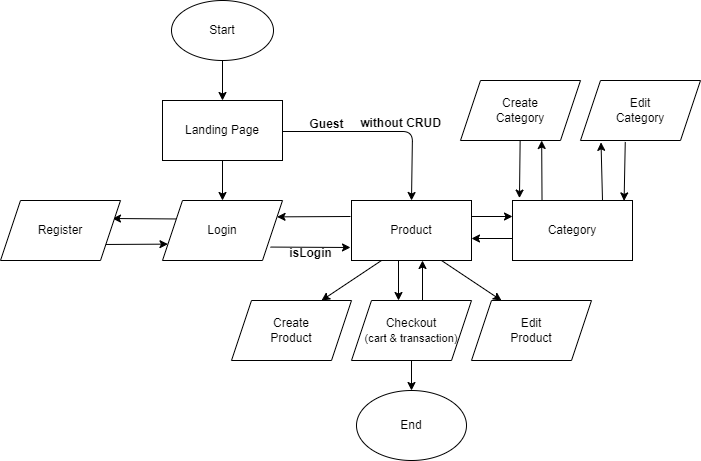 Start
Landing Page
Guest
without CRUD
Create
Category
Edit
Category
Register
Login
isLogin
Product
Category
Create
Product
Checkout
(cart & transaction)
Edit
Product
End